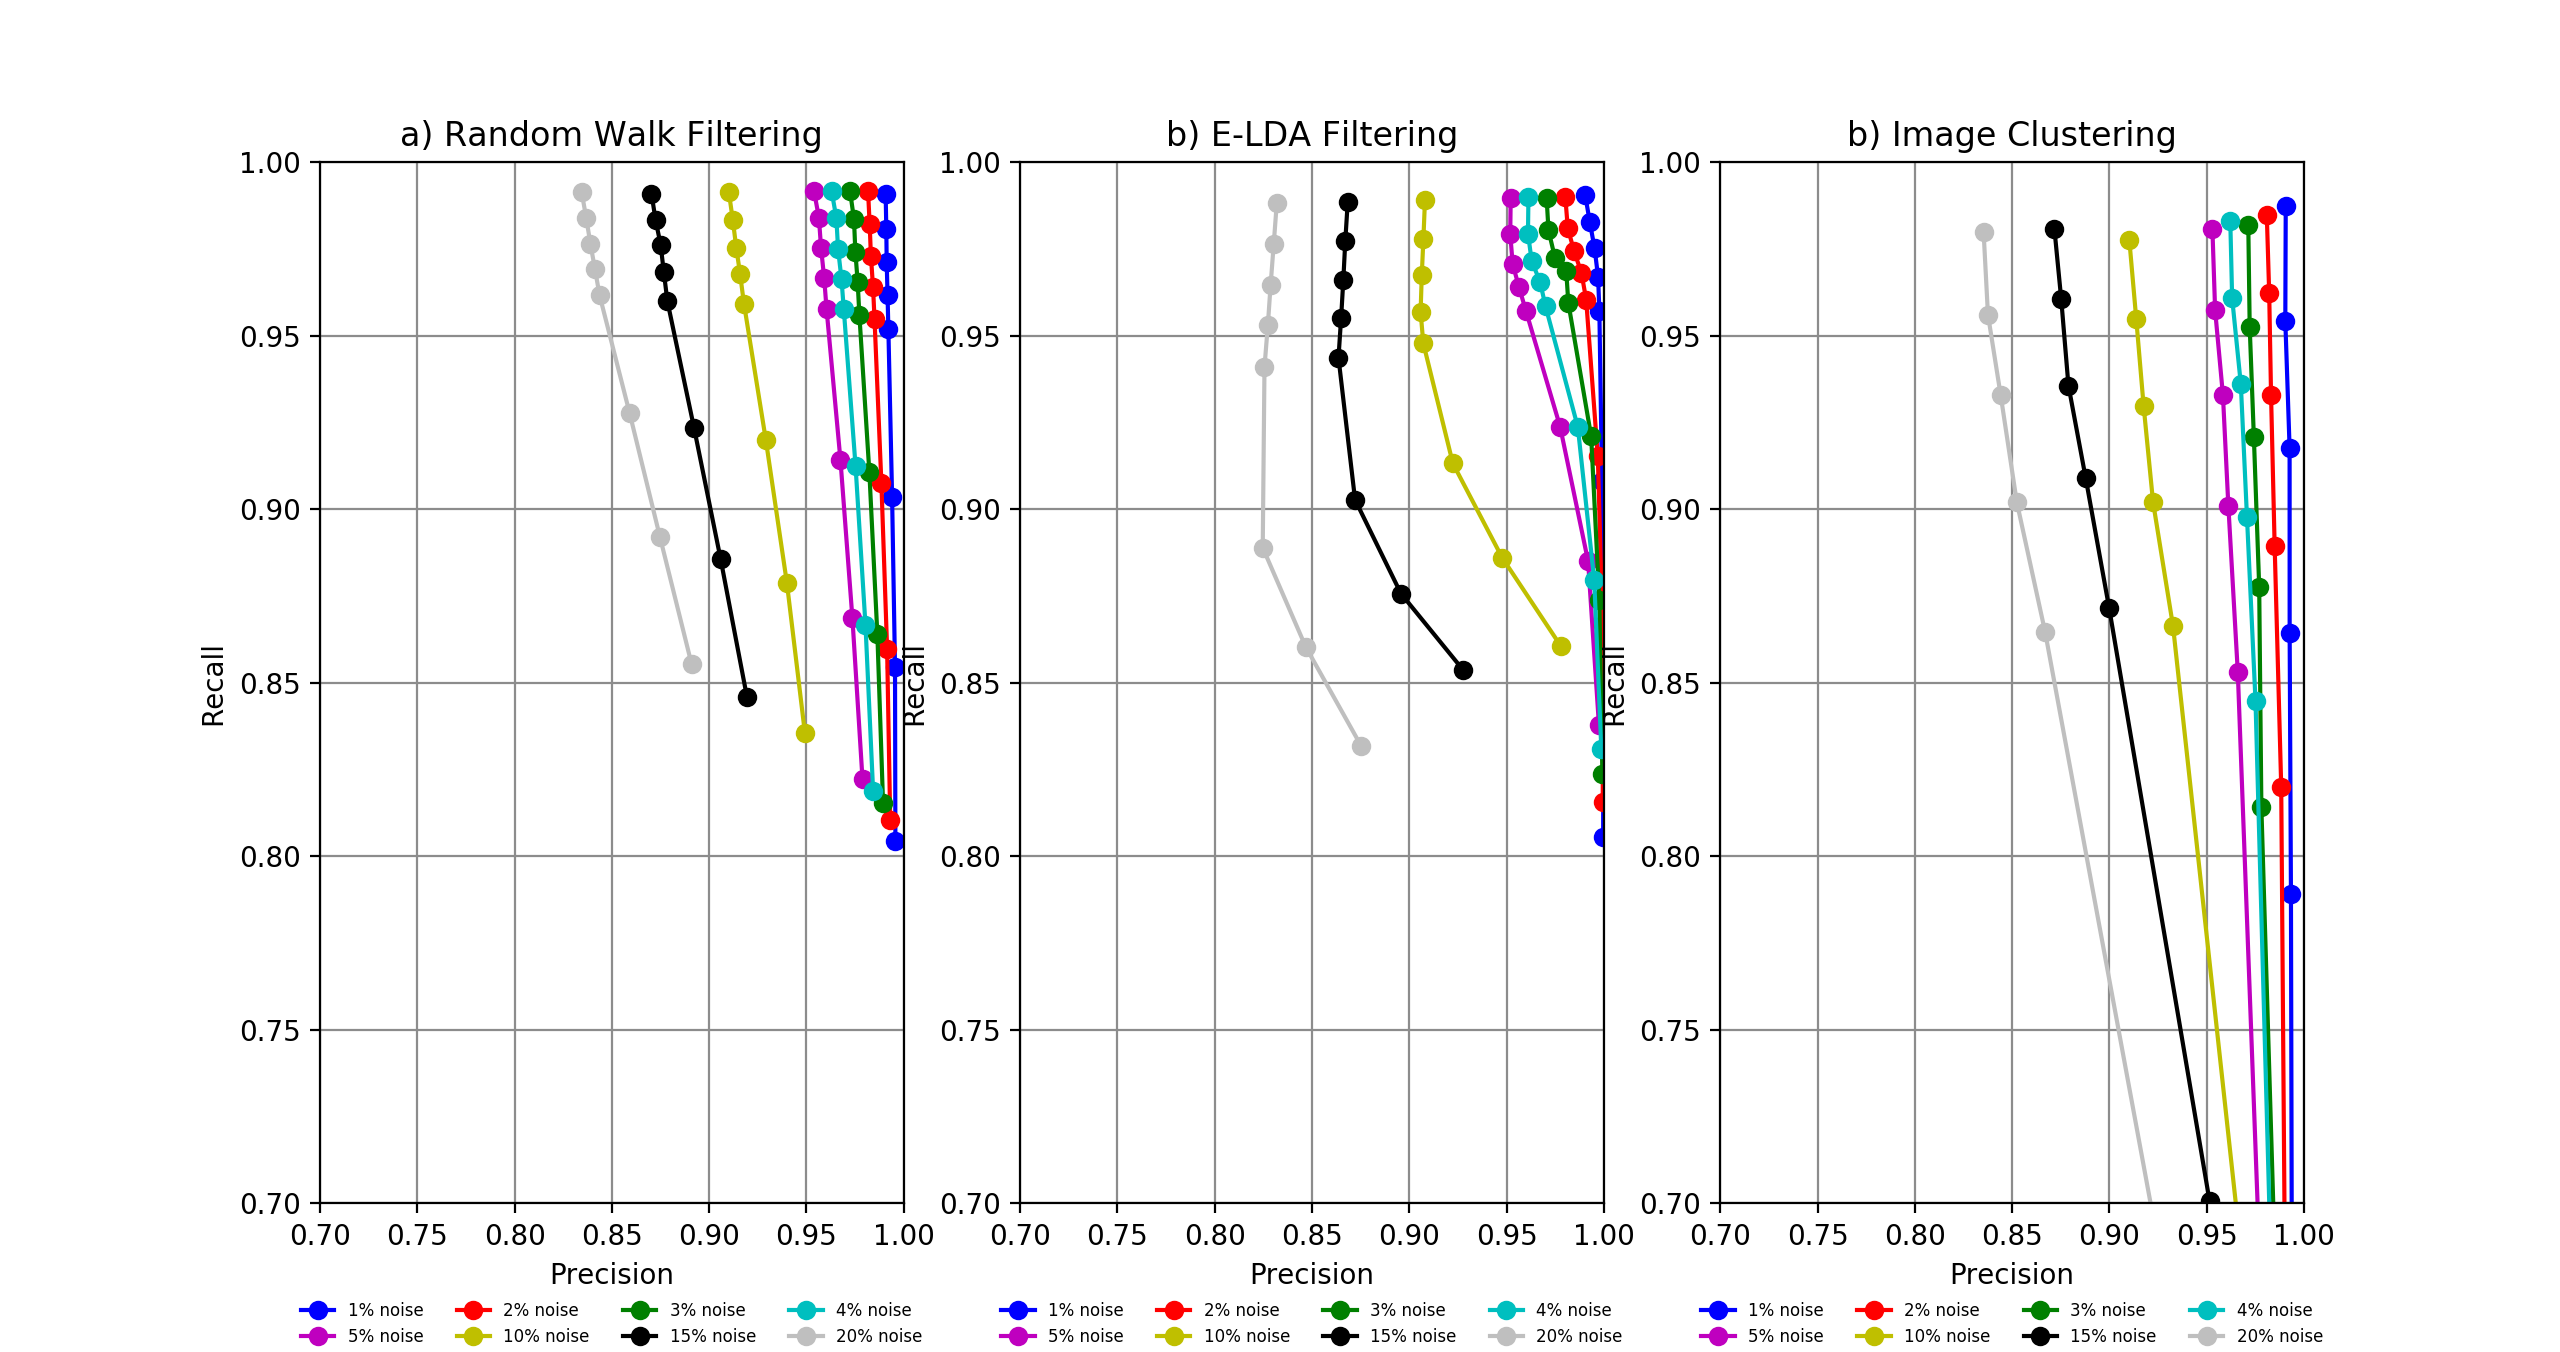 a) Random Walk Filtering
b) E-LDA Filtering
b) Image Clustering
1.00
0.95
0.90
0.85
0.80
0.75
0.70
Recall
0.70 0.75 0.80 0.85 0.90 0.95 1.00
Precision
1% noise 2% noise 3% noise 4% noise
5% noise 10% noise 15% noise 20% noise
1.00
0.95
0.90
0.85
0.80
0.75
0.70
Recall
0.70 0.75 0.80 0.85 0.90 0.95 1.00
Precision
1% noise 2% noise 3% noise 4% noise
5% noise 10% noise 15% noise 20% noise
1.00
0.95
0.90
0.85
0.80
0.75
0.70
Recall
0.70 0.75 0.80 0.85 0.90 0.95 1.00
Precision
1% noise 2% noise 3% noise 4% noise
5% noise 10% noise 15% noise 20% noise